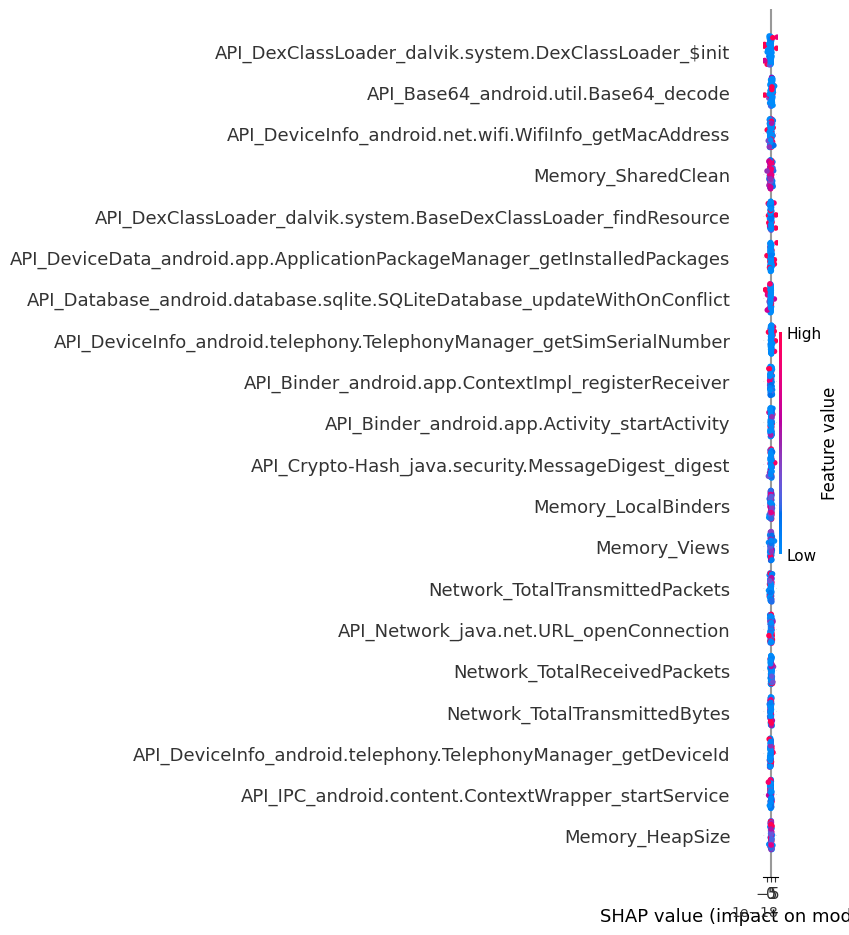 API_DexClassLoader_dalvik.system.DexClassLoader_$init
API_Base64_android.util.Base64_decode
API_DeviceInfo_android.net.wifi.WifiInfo_getMacAddress
Memory_SharedClean
API_DexClassLoader_dalvik.system.BaseDexClassLoader_findResource
API_DeviceData_android.app.ApplicationPackageManager_getInstalledPackages
API_Database_android.database.sqlite.SQLiteDatabase_updateWithOnConflict
API_DeviceInfo_android.telephony.TelephonyManager_getSimSerialNumber
API_Binder_android.app.ContextImpl_registerReceiver
API_Binder_android.app.Activity_startActivity
API_Crypto-Hash_java.security.MessageDigest_digest
Memory_LocalBinders
Memory_Views
Network_TotalTransmittedPackets
API_Network_java.net.URL_openConnection
Network_TotalReceivedPackets
Network_TotalTransmittedBytes
API_DeviceInfo_android.telephony.TelephonyManager_getDeviceId
API_IPC_android.content.ContextWrapper_startService
Memory_HeapSize
High
Feature value
Low
SHAP value (impact on mod